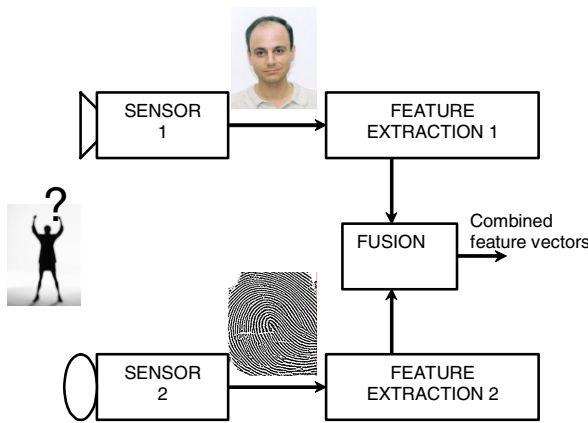 SENSOR
1
FEATURE
EXTRACTION 1
?
FUSION
Combined
feature vectors
SENSOR
2
FEATURE
EXTRACTION 2